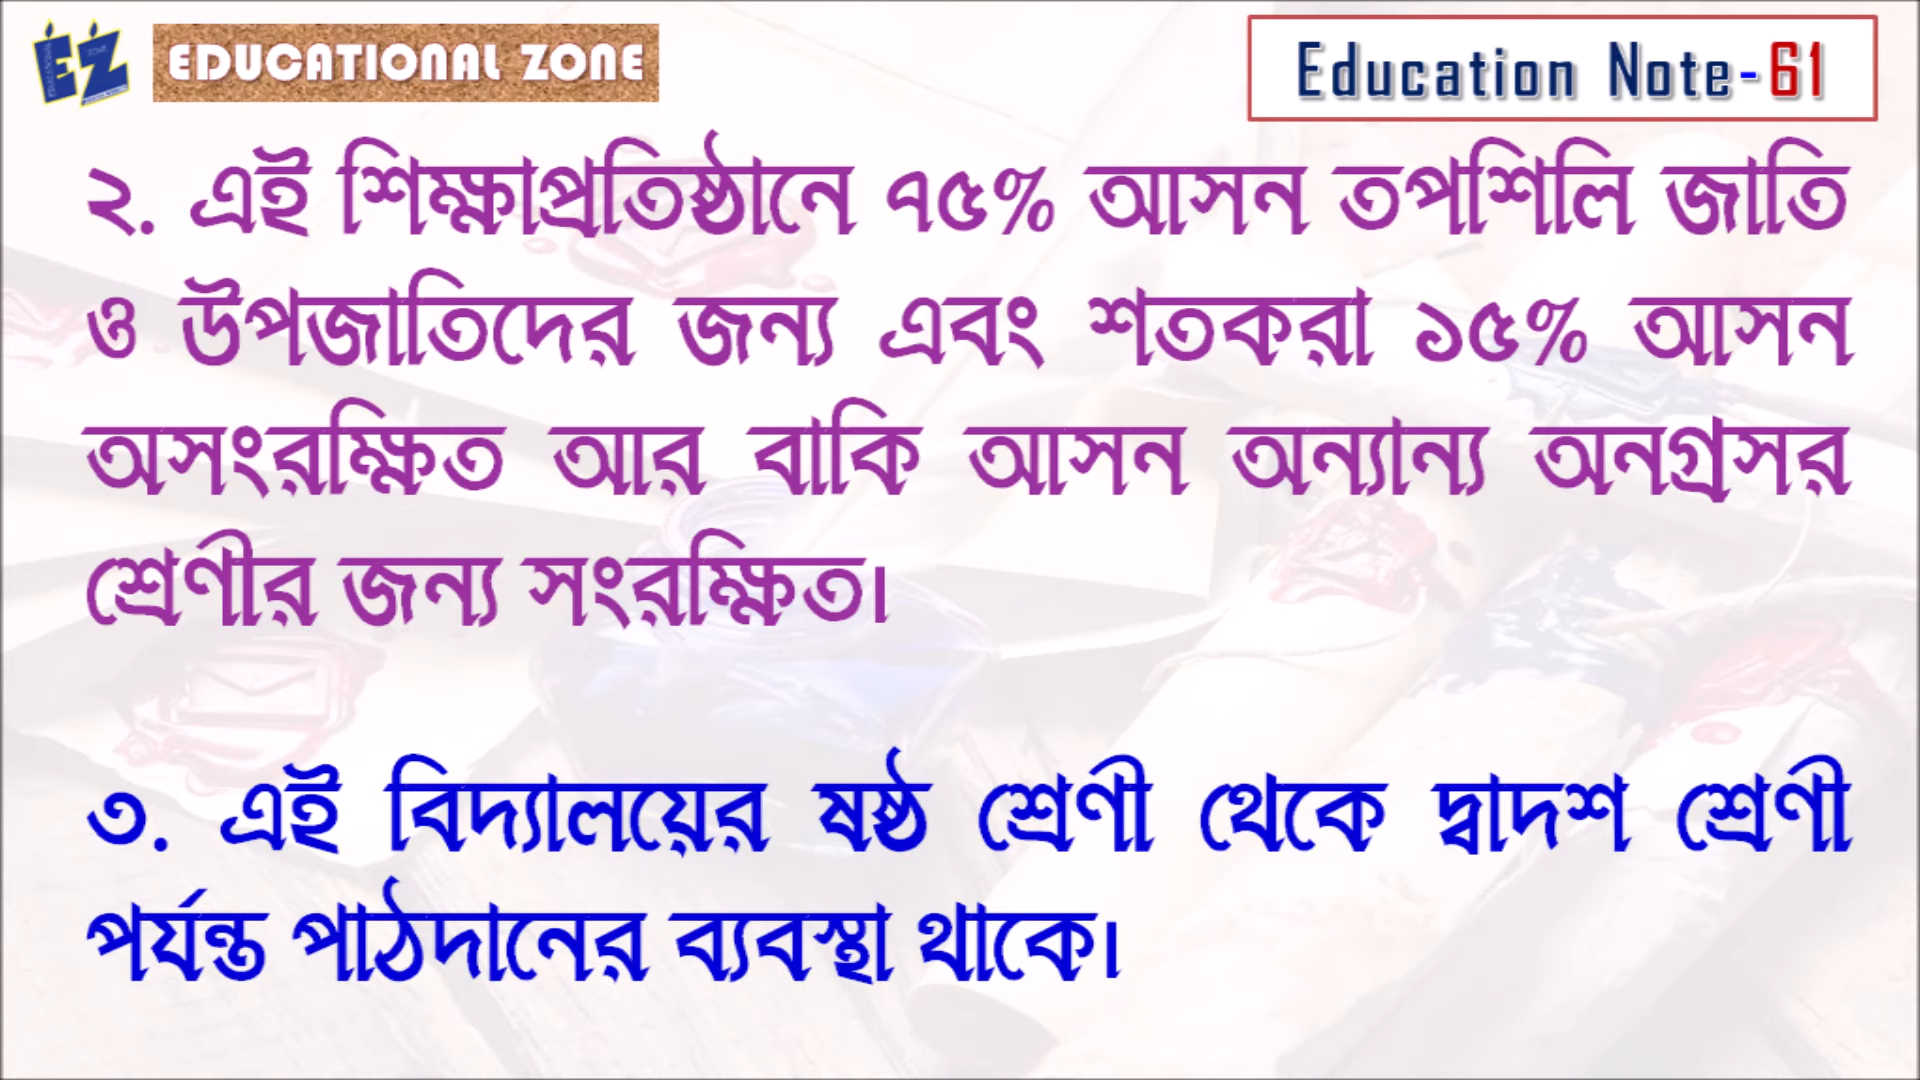 EZ EDUCATIONAL ZONE
Education Note-61
২. এই শিক্ষাপ্রতিষ্ঠানে ৭৫% আসন তপশিলি জাতি
ও উপজাতিদের জন্য এবং শতকরা ১৫% আসন
অসংরক্ষিত আর বাকি আসন অন্যান্য অনগ্রসর
শ্রেণীর জন্য সংরক্ষিত।
৩. এই বিদ্যালয়ের ষষ্ঠ শ্রেণী থেকে দ্বাদশ শ্রেণী
পর্যন্ত পাঠদানের ব্যবস্থা থাকে।